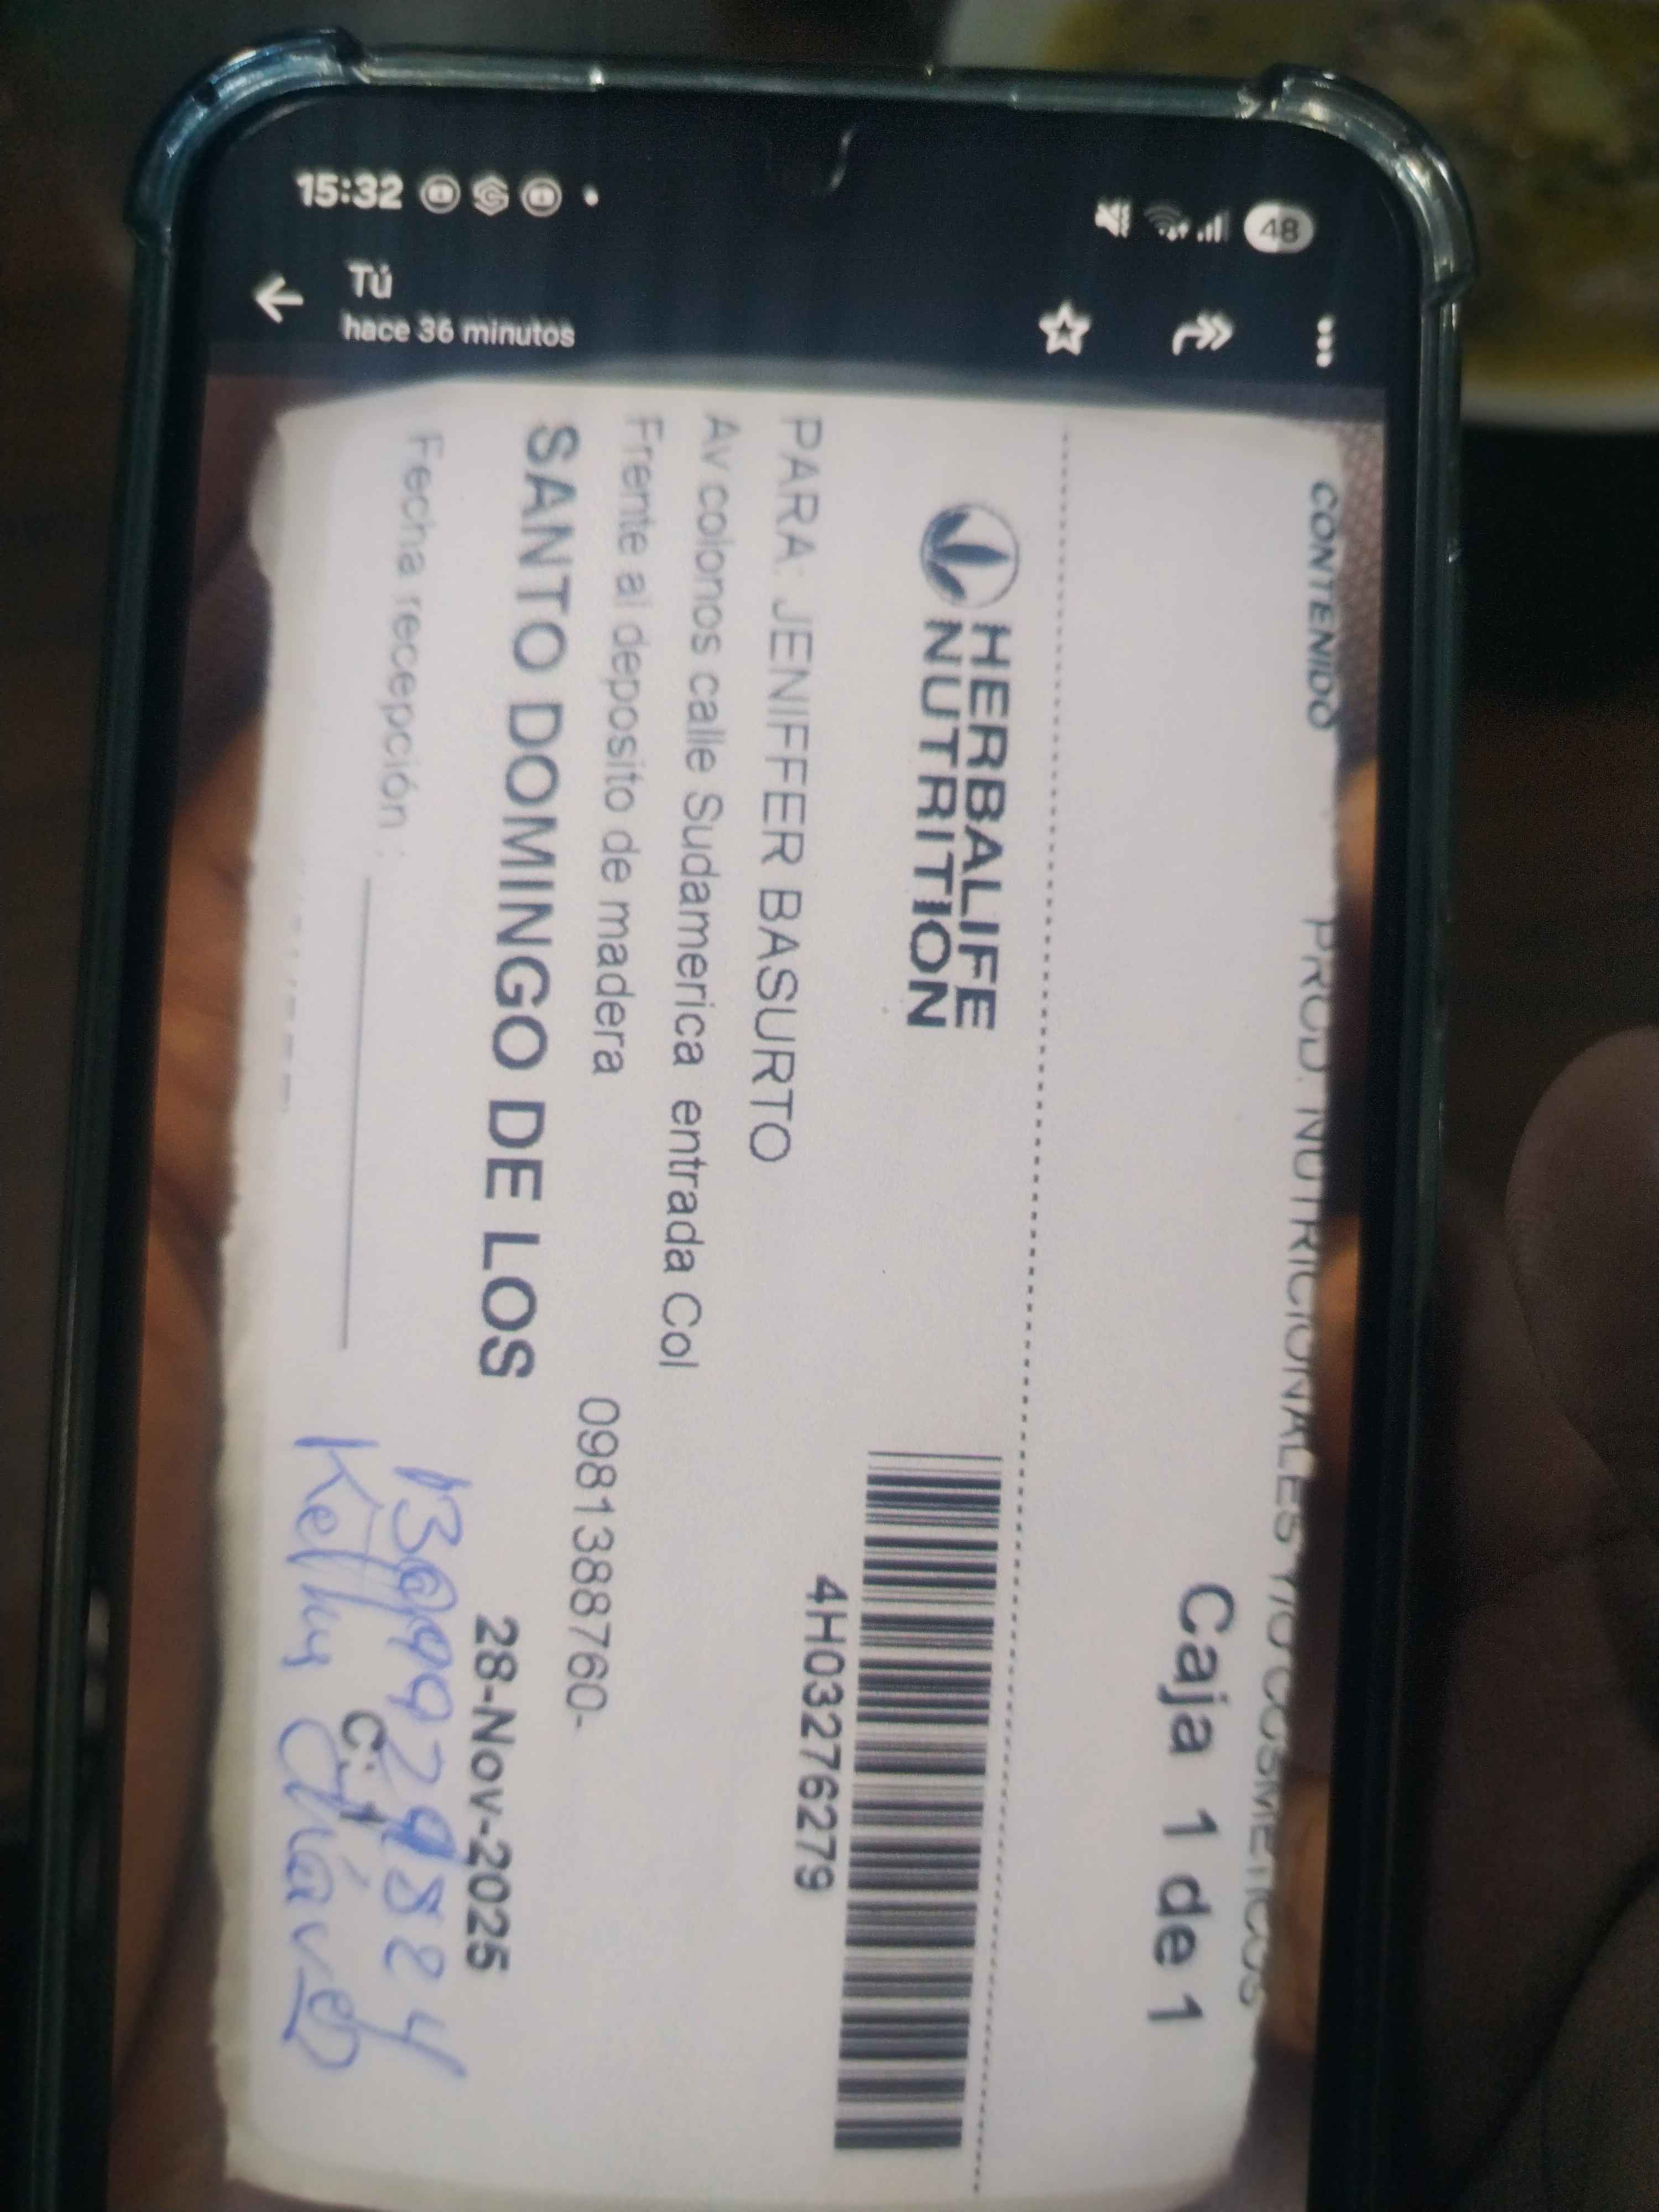 15:32
48
Tú
hace 36 minutos
CONTENIDO PROD. NUTRICIONALES Y/O COSMETICOS
Caja 1 de 1
HERBALIFE
NUTRITION
4H03276279
PARA: JENIFFER BASURTO
Av colonos calle Sudamerica entrada Col
Frente al deposito de madera
0981388760-
SANTO DOMINGO DE LOS
28-Nov-2025
Fecha recepción :
C.I
Kelly Cháver